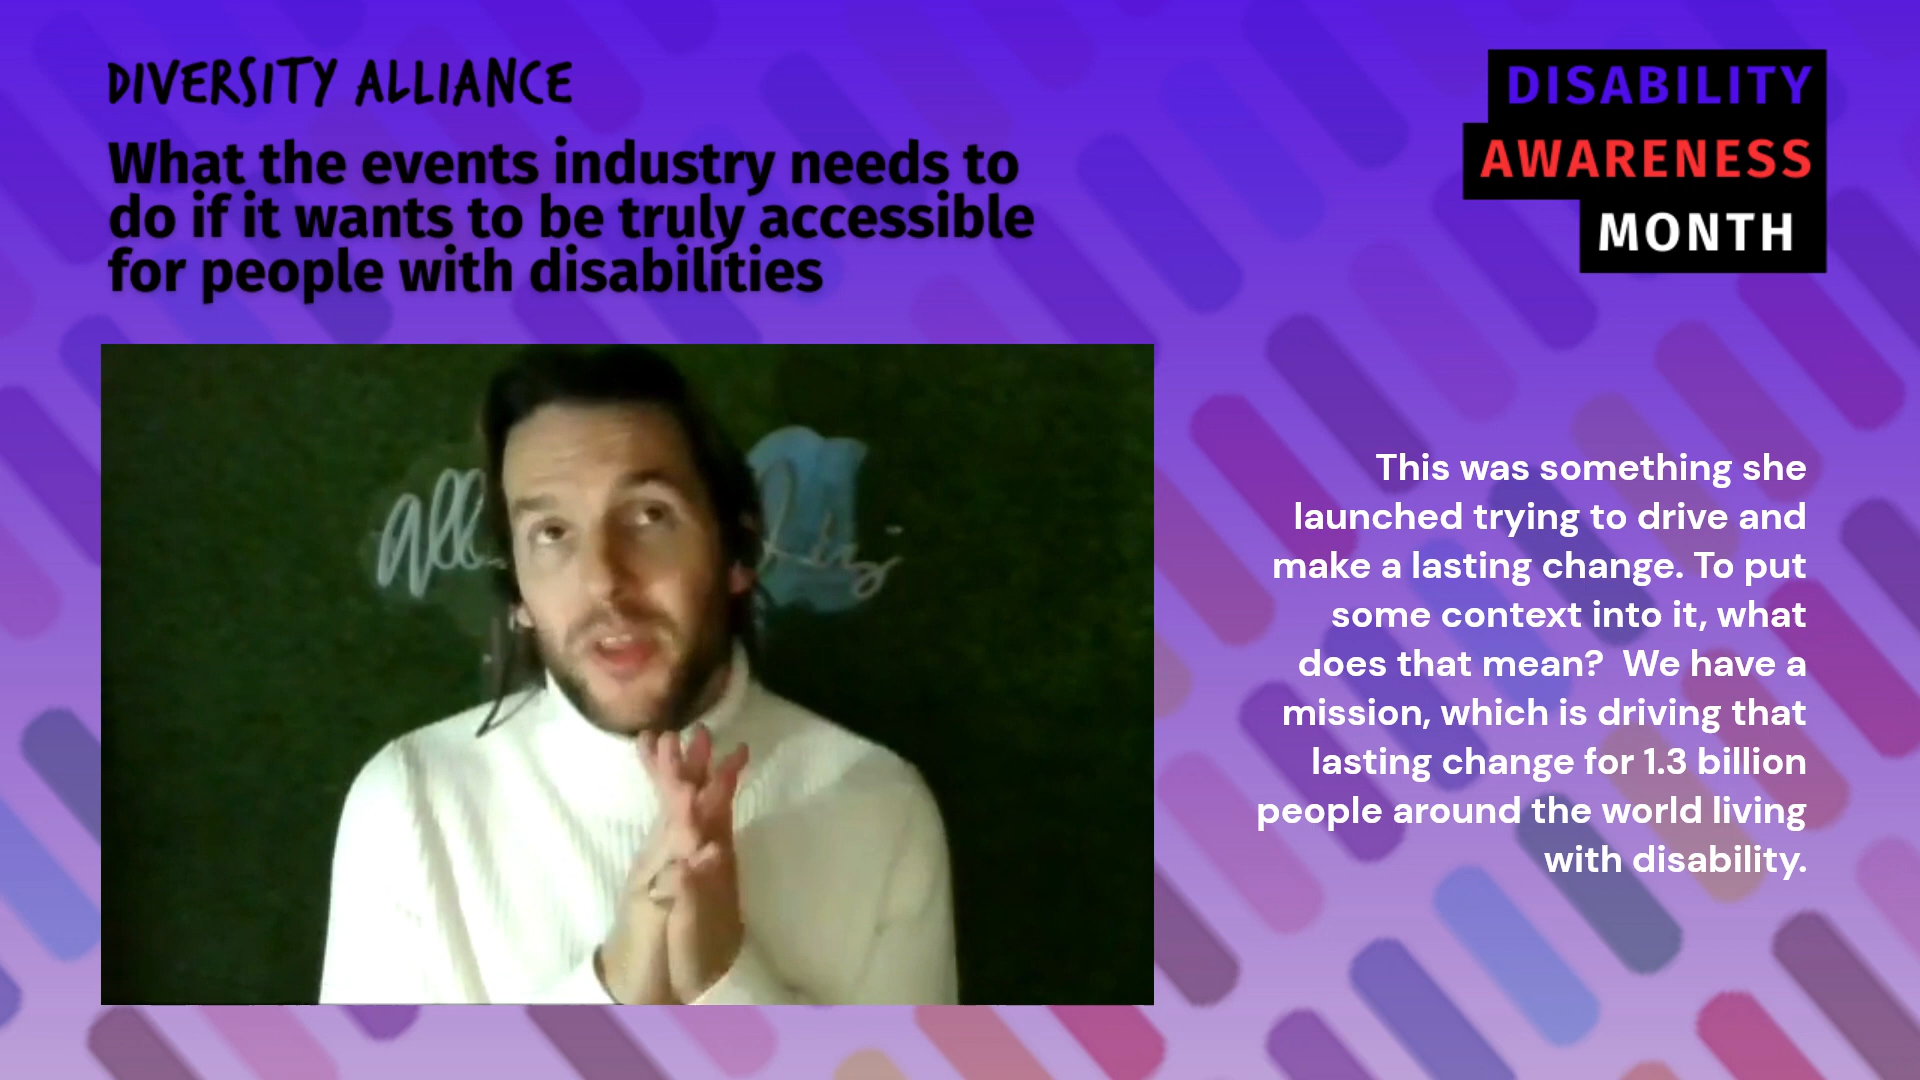 DIVERSITY ALLIANCE
What the events industry needs to
do if it wants to be truly accessible
for people with disabilities
DISABILITY
AWARENESS
MONTH
This was something she
launched trying to drive and
make a lasting change. To put
some context into it, what
does that mean?  We have a
mission, which is driving that
lasting change for 1.3 billion
people around the world living
with disability.